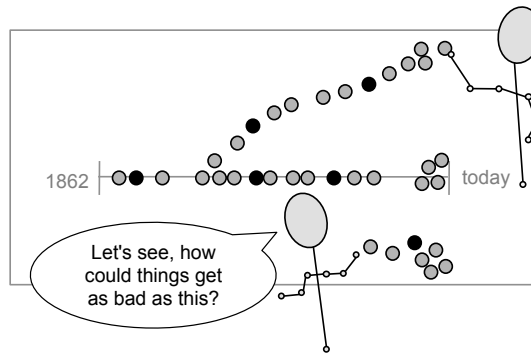 1862
today
Let's see, how
could things get
as bad as this?